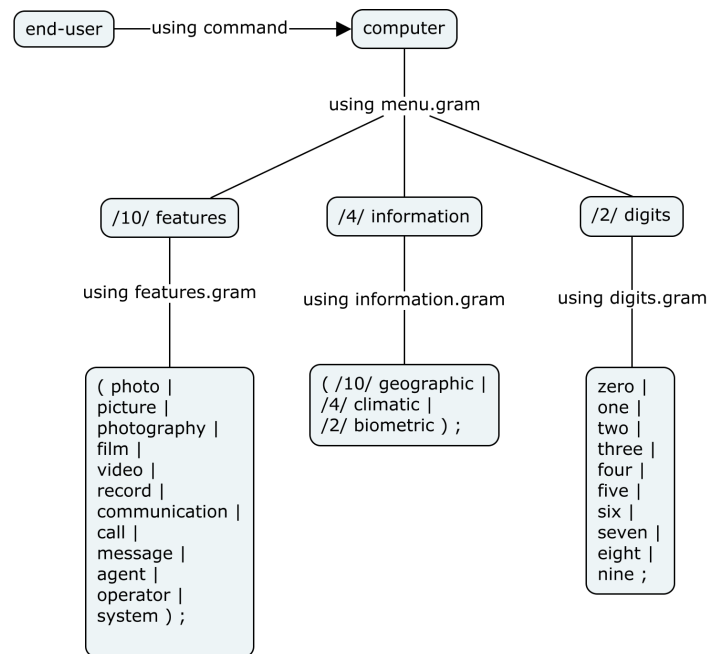 end-user
using command
computer
using menu.gram
/10/ features
/4/ information
/2/ digits
using features.gram
using information.gram
using digits.gram
( photo |
picture |
photography |
film |
video |
record |
communication |
call |
message |
agent |
operator |
system ) ;
( /10/ geographic |
/4/ climatic |
/2/ biometric ) ;
zero |
one |
two |
three |
four |
five |
six |
seven |
eight |
nine ;